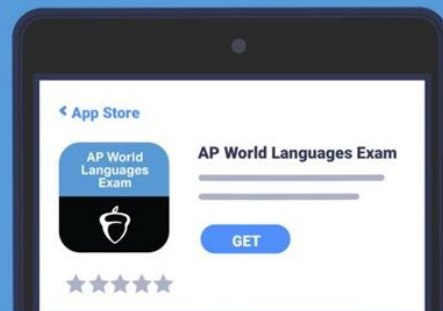 App Store
AP World
Languages
Exam
AP World Languages Exam
GET